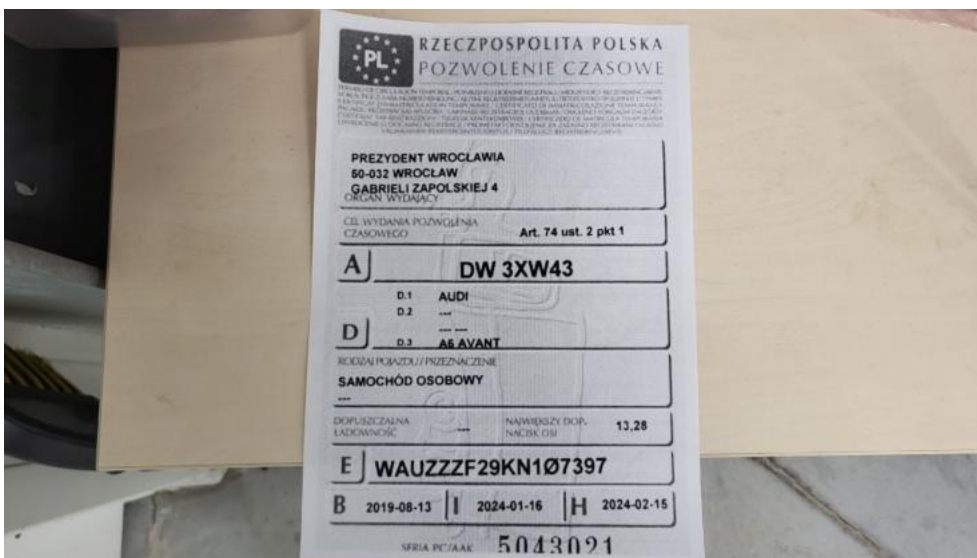 PL
RZECZPOSPOLITA POLSKA
POZWOLENIE CZASOWE
PREZYDENT WROCŁAWIA
50-032 WROCŁAW
GABRIELI ZAPOLSKIEJ 4
ORGAN WYDAJĄCY
CEL WYDANIA POZWOLENIA
CZASOWEGO
Art. 74 ust. 2 pkt 1
A
DW 3XW43
D.1 AUDI
D.2 ---
--- ---
D
D.3 A6 AVANT
RODZAJ POJAZDU / PRZEZNACZENIE
SAMOCHÓD OSOBOWY
---
DOPUSZCZALNA
ŁADOWNOŚĆ
---
NAJWIĘKSZY DOP.
NACISK OSI
13,28
E WAUZZZF29KN1Ø7397
B 2019-08-13 I 2024-01-16 H 2024-02-15
SERIA PC/AAK 5043021